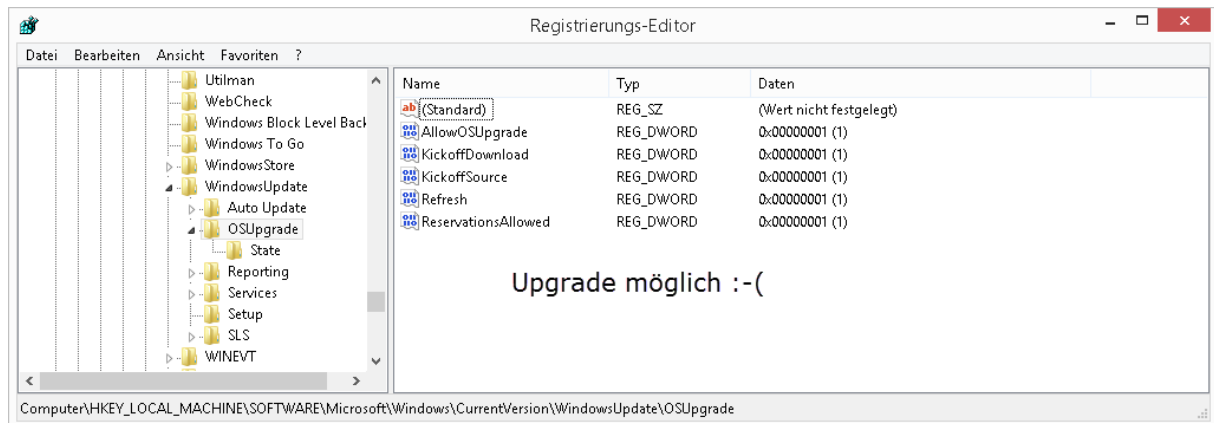 Registrierungs-Editor
Datei Bearbeiten Ansicht Favoriten ?
Utilman
WebCheck
Windows Block Level Back
Windows To Go
WindowsStore
WindowsUpdate
Auto Update
OSUpgrade
State
Reporting
Services
Setup
SLS
WINEVT
Name Typ Daten
(Standard) REG_SZ (Wert nicht festgelegt)
AllowOSUpgrade REG_DWORD 0x00000001 (1)
KickoffDownload REG_DWORD 0x00000001 (1)
KickoffSource REG_DWORD 0x00000001 (1)
Refresh REG_DWORD 0x00000001 (1)
ReservationsAllowed REG_DWORD 0x00000001 (1)
Upgrade möglich :-(
Computer\HKEY_LOCAL_MACHINE\SOFTWARE\Microsoft\Windows\CurrentVersion\WindowsUpdate\OSUpgrade